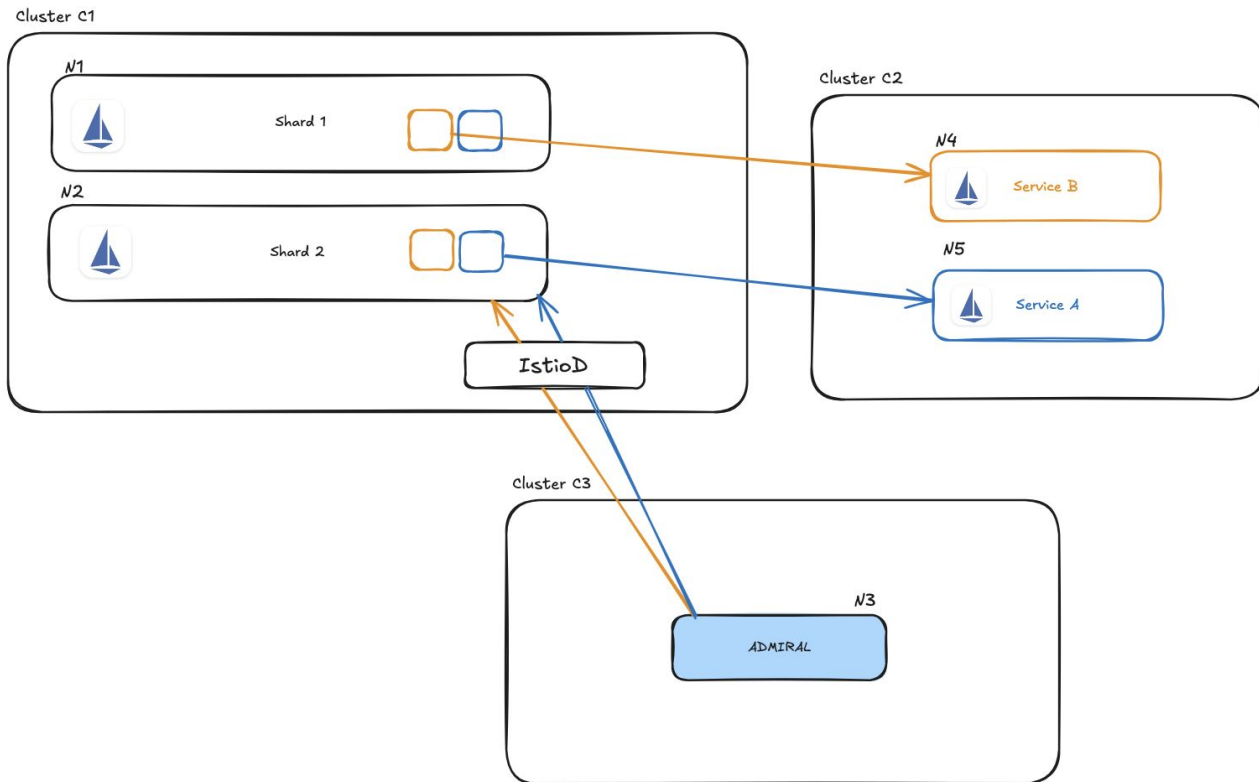 Cluster C1
N1
Shard 1
N2
Shard 2
IstioD
Cluster C2
N4
Service B
N5
Service A
Cluster C3
N3
ADMIRAL